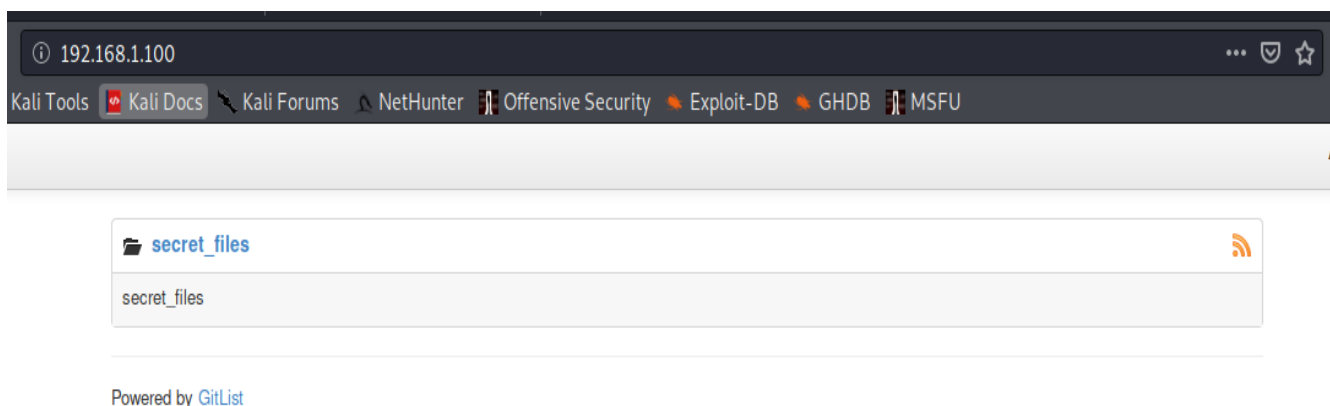 192.168.1.100
Kali Tools Kali Docs Kali Forums NetHunter Offensive Security Exploit-DB GHDB MSFU
secret_files
secret_files
Powered by GitList